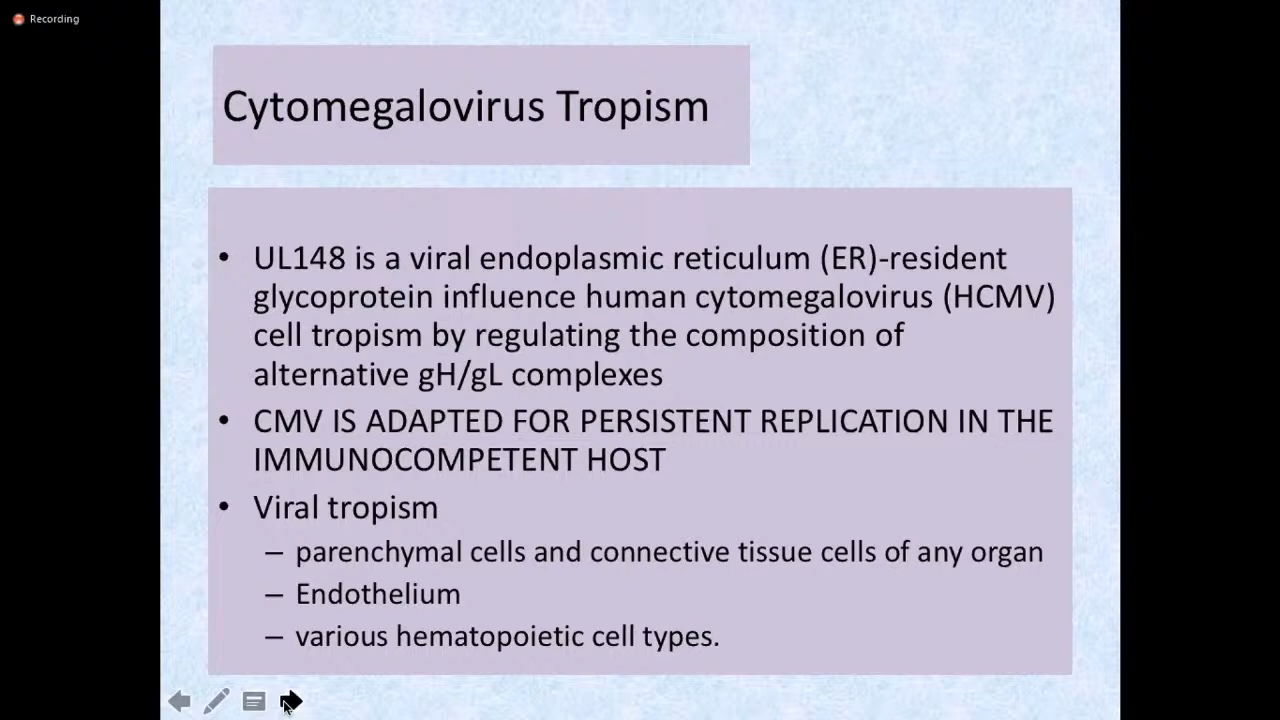 Recording
Cytomegalovirus Tropism
• UL148 is a viral endoplasmic reticulum (ER)-resident
glycoprotein influence human cytomegalovirus (HCMV)
cell tropism by regulating the composition of
alternative gH/gL complexes
• CMV IS ADAPTED FOR PERSISTENT REPLICATION IN THE
IMMUNOCOMPETENT HOST
• Viral tropism
– parenchymal cells and connective tissue cells of any organ
– Endothelium
– various hematopoietic cell types.